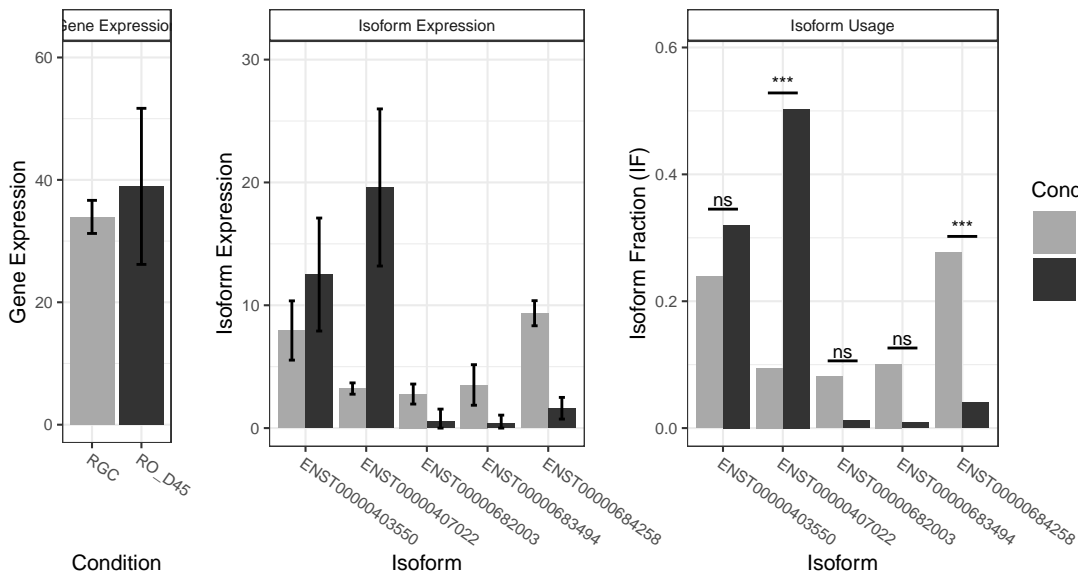 Gene Expression
Isoform Expression
Isoform Usage
Gene Expression
60
40
20
0
RGC
RO_D45
Condition
Isoform Expression
30
20
10
0
ENST00000403550
ENST00000407022
ENST00000682003
ENST00000683494
ENST00000684258
Isoform
Isoform Fraction (IF)
0.6
0.4
0.2
0.0
ns
***
ns
ns
***
ENST00000403550
ENST00000407022
ENST00000682003
ENST00000683494
ENST00000684258
Isoform
Cond